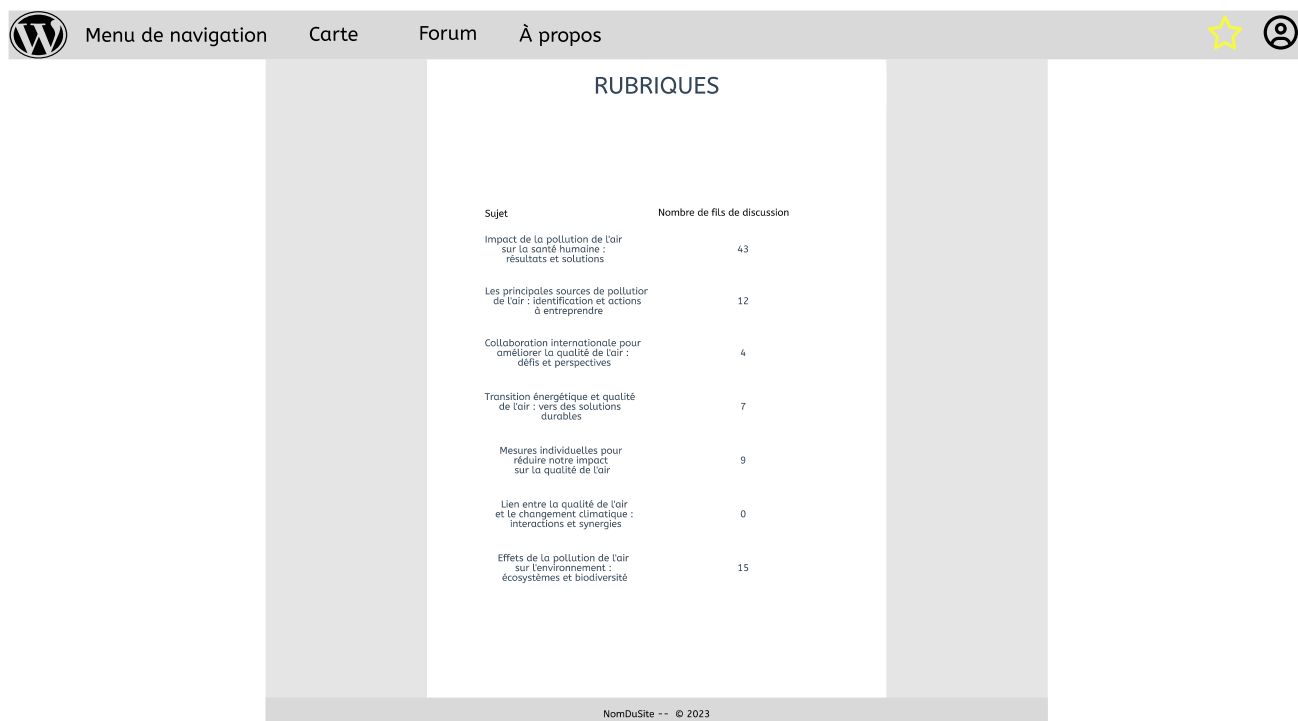 Menu de navigation Carte Forum À propos
RUBRIQUES
Sujet Nombre de fils de discussion
Impact de la pollution de l'air
sur la santé humaine :
résultats et solutions
43
Les principales sources de pollution
de l'air : identification et actions
à entreprendre
12
Collaboration internationale pour
améliorer la qualité de l'air :
défis et perspectives
4
Transition énergétique et qualité
de l'air : vers des solutions
durables
7
Mesures individuelles pour
réduire notre impact
sur la qualité de l'air
9
Lien entre la qualité de l'air
et le changement climatique :
interactions et synergies
0
Effets de la pollution de l'air
sur l'environnement :
écosystèmes et biodiversité
15
NomDuSite -- © 2023